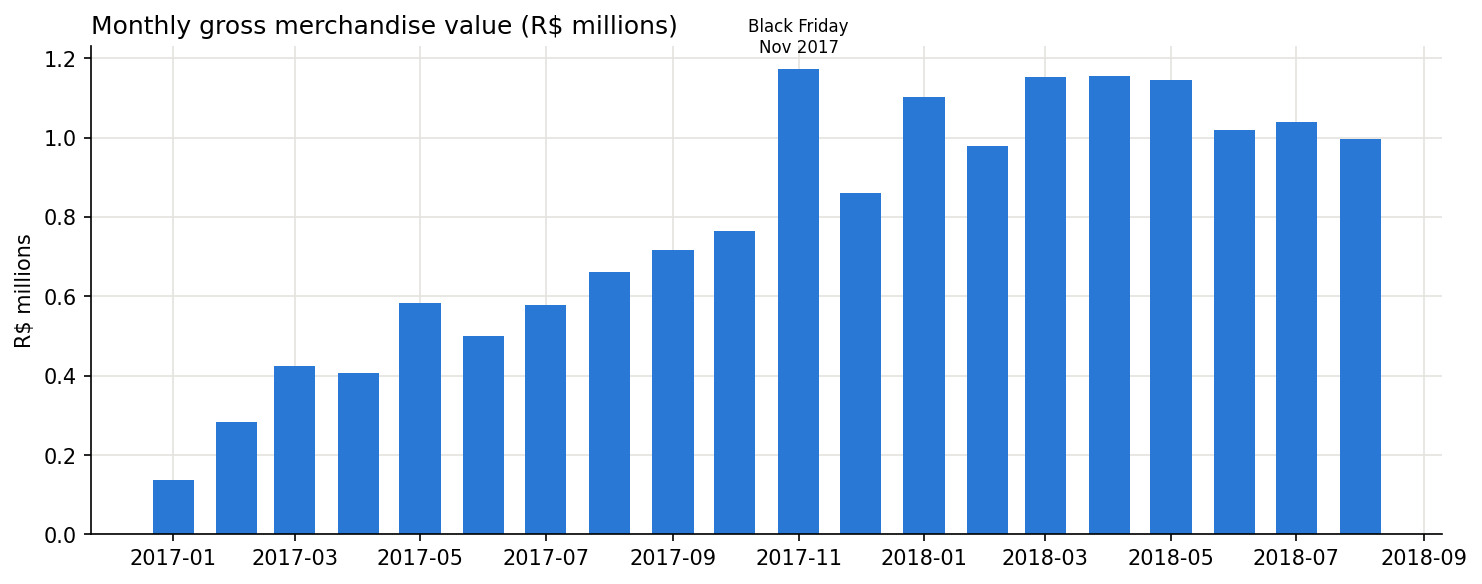 Monthly gross merchandise value (R$ millions)
Black Friday
Nov 2017
R$ millions
1.2
1.0
0.8
0.6
0.4
0.2
0.0
2017-01 2017-03 2017-05 2017-07 2017-09 2017-11 2018-01 2018-03 2018-05 2018-07 2018-09